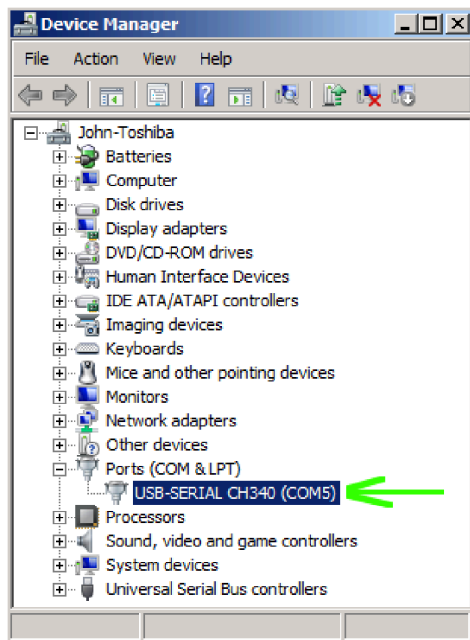 Device Manager
File Action View Help
John-Toshiba
Batteries
Computer
Disk drives
Display adapters
DVD/CD-ROM drives
Human Interface Devices
IDE ATA/ATAPI controllers
Imaging devices
Keyboards
Mice and other pointing devices
Monitors
Network adapters
Other devices
Ports (COM & LPT)
USB-SERIAL CH340 (COM5)
Processors
Sound, video and game controllers
System devices
Universal Serial Bus controllers